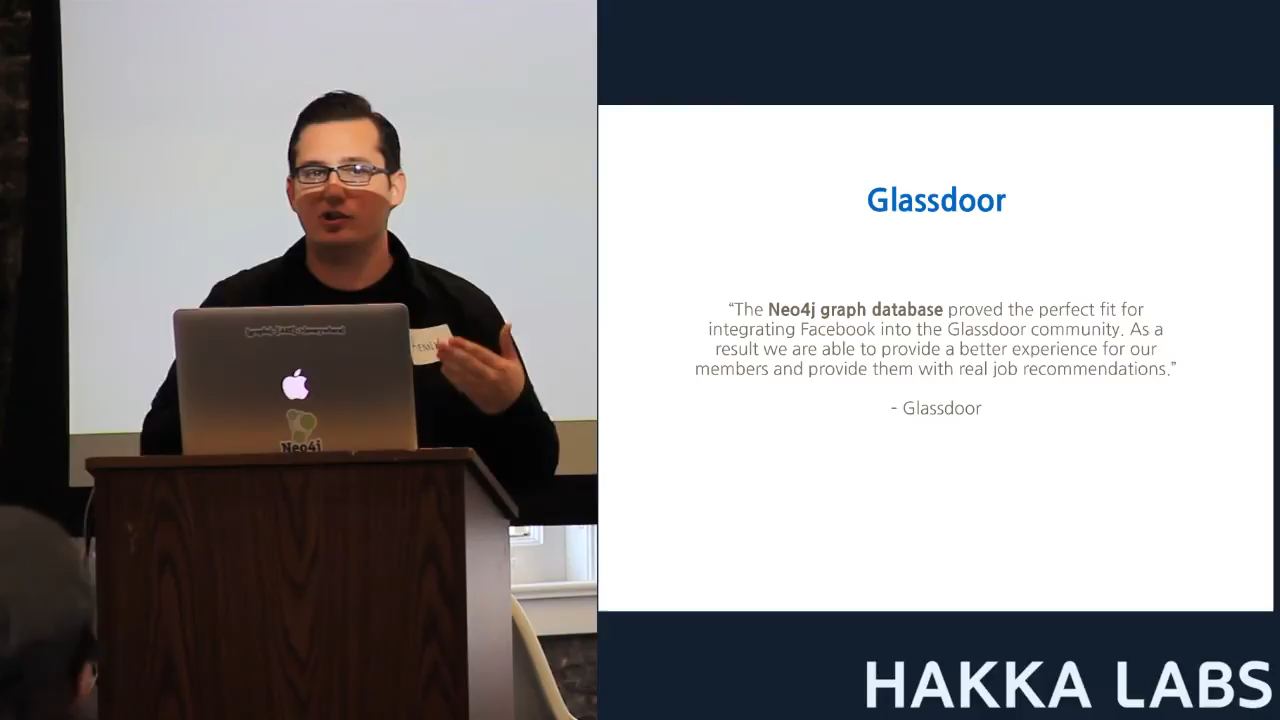 Glassdoor
“The Neo4j graph database proved the perfect fit for
integrating Facebook into the Glassdoor community. As a
result we are able to provide a better experience for our
members and provide them with real job recommendations.”
- Glassdoor
Neo4j
HAKKA LABS